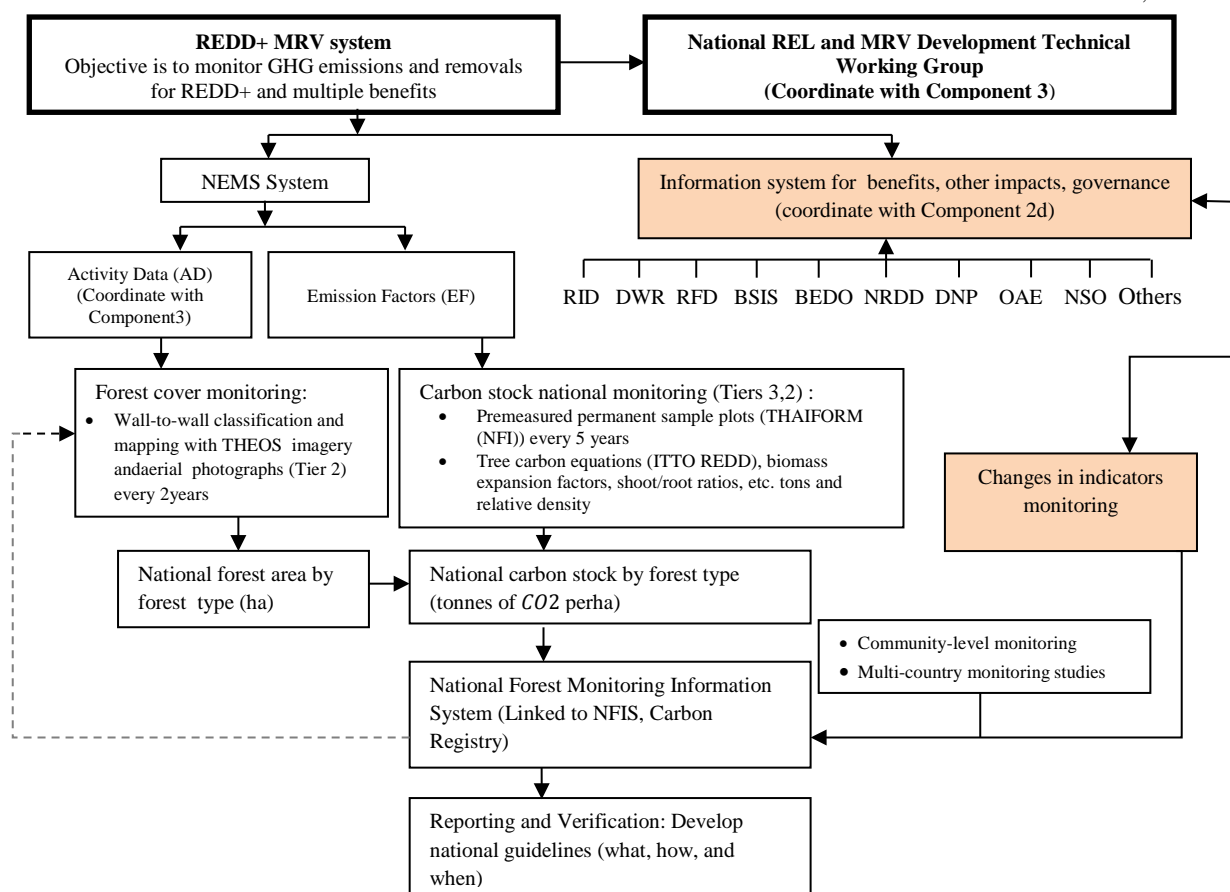 REDD+ MRV system
Objective is to monitor GHG emissions and removals
for REDD+ and multiple benefits
National REL and MRV Development Technical
Working Group
(Coordinate with Component 3)
NEMS System
Information system for benefits, other impacts, governance
(coordinate with Component 2d)
Activity Data (AD)
(Coordinate with
Component3)
Emission Factors (EF)
RID DWR RFD BSIS BEDO NRDD DNP OAE NSO Others
Forest cover monitoring:
• Wall-to-wall classification and
mapping with THEOS imagery
andaerial photographs (Tier 2)
every 2years
Carbon stock national monitoring (Tiers 3,2) :
• Premeasured permanent sample plots (THAIFORM
(NFI)) every 5 years
• Tree carbon equations (ITTO REDD), biomass
expansion factors, shoot/root ratios, etc. tons and
relative density
Changes in indicators
monitoring
National forest area by
forest type (ha)
National carbon stock by forest type
(tonnes of CO2 perha)
• Community-level monitoring
• Multi-country monitoring studies
National Forest Monitoring Information
System (Linked to NFIS, Carbon
Registry)
Reporting and Verification: Develop
national guidelines (what, how, and
when)